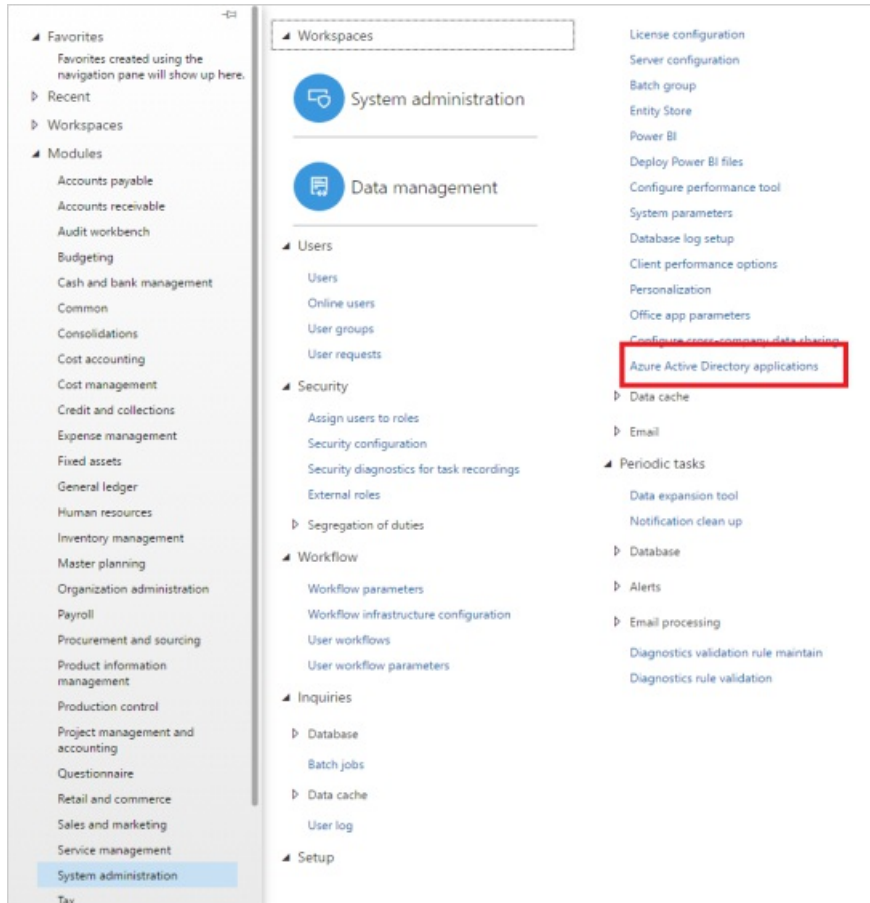 Favorites
Favorites created using the
navigation pane will show up here.
Recent
Workspaces
Modules
Accounts payable
Accounts receivable
Audit workbench
Budgeting
Cash and bank management
Common
Consolidations
Cost accounting
Cost management
Credit and collections
Expense management
Fixed assets
General ledger
Human resources
Inventory management
Master planning
Organization administration
Payroll
Procurement and sourcing
Product information
management
Production control
Project management and
accounting
Questionnaire
Retail and commerce
Sales and marketing
Service management
System administration
Tax
Workspaces
System administration
Data management
Users
Users
Online users
User groups
User requests
Security
Assign users to roles
Security configuration
Security diagnostics for task recordings
External roles
Segregation of duties
Workflow
Workflow parameters
Workflow infrastructure configuration
User workflows
User workflow parameters
Inquiries
Database
Batch jobs
Data cache
User log
Setup
License configuration
Server configuration
Batch group
Entity Store
Power BI
Deploy Power BI files
Configure performance tool
System parameters
Database log setup
Client performance options
Personalization
Office app parameters
Configure cross-company data sharing
Azure Active Directory applications
Data cache
Email
Periodic tasks
Data expansion tool
Notification clean up
Database
Alerts
Email processing
Diagnostics validation rule maintain
Diagnostics rule validation